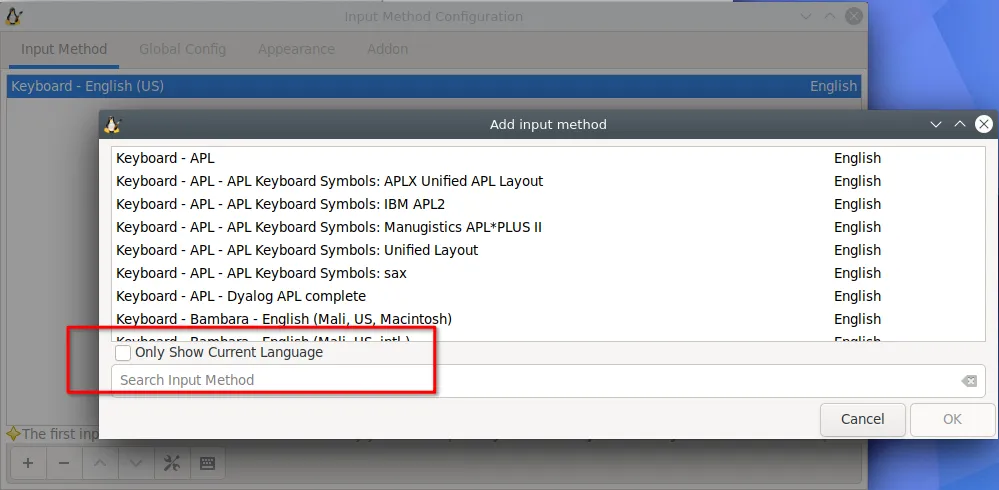 Input Method Configuration
Input Method Global Config Appearance Addon
Keyboard - English (US) English
Add input method
Keyboard - APL English
Keyboard - APL - APL Keyboard Symbols: APLX Unified APL Layout English
Keyboard - APL - APL Keyboard Symbols: IBM APL2 English
Keyboard - APL - APL Keyboard Symbols: Manugistics APL*PLUS II English
Keyboard - APL - APL Keyboard Symbols: Unified Layout English
Keyboard - APL - APL Keyboard Symbols: sax English
Keyboard - APL - Dyalog APL complete English
Keyboard - Bambara - English (Mali, US, Macintosh) English
Keyboard - Bambara - English (Mali, US, intl.) English
Only Show Current Language
Search Input Method
Cancel OK
The first inp